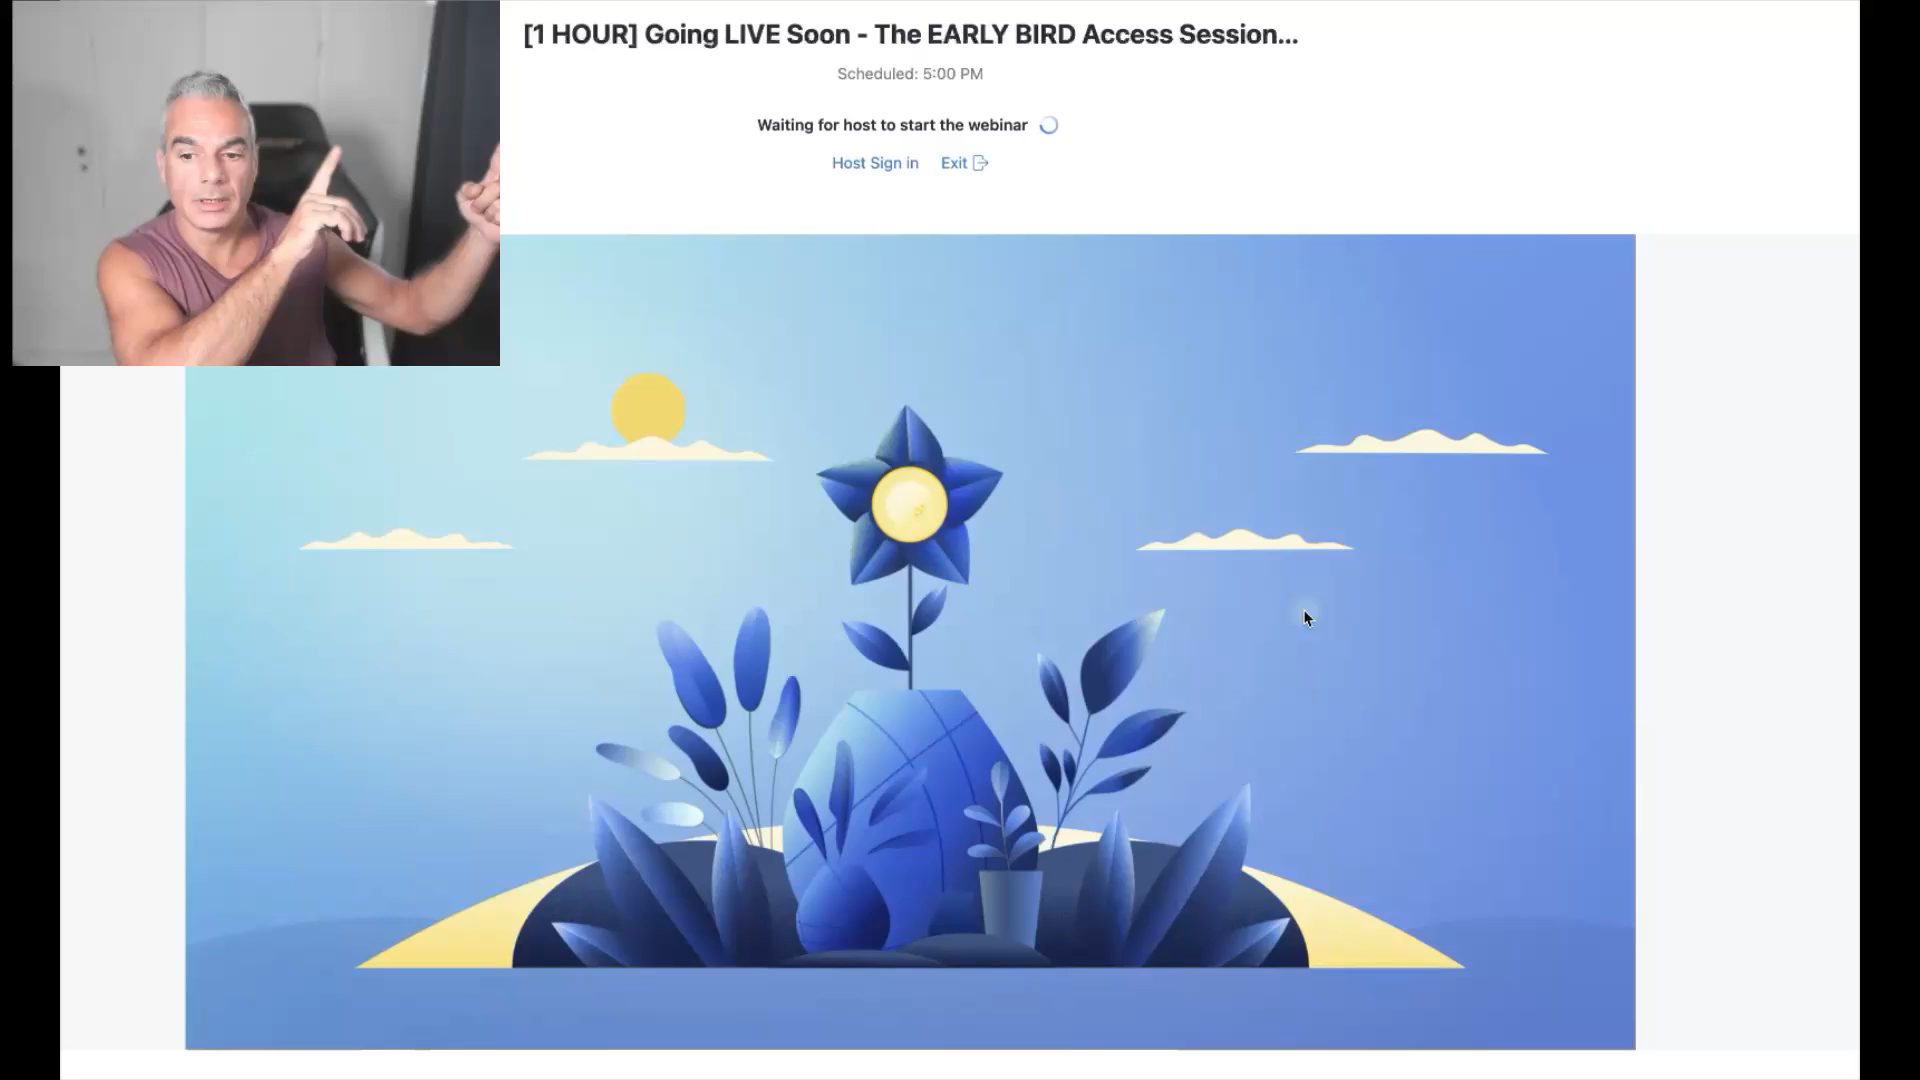 [1 HOUR] Going LIVE Soon - The EARLY BIRD Access Session...
Scheduled: 5:00 PM
Waiting for host to start the webinar
Host Sign in Exit